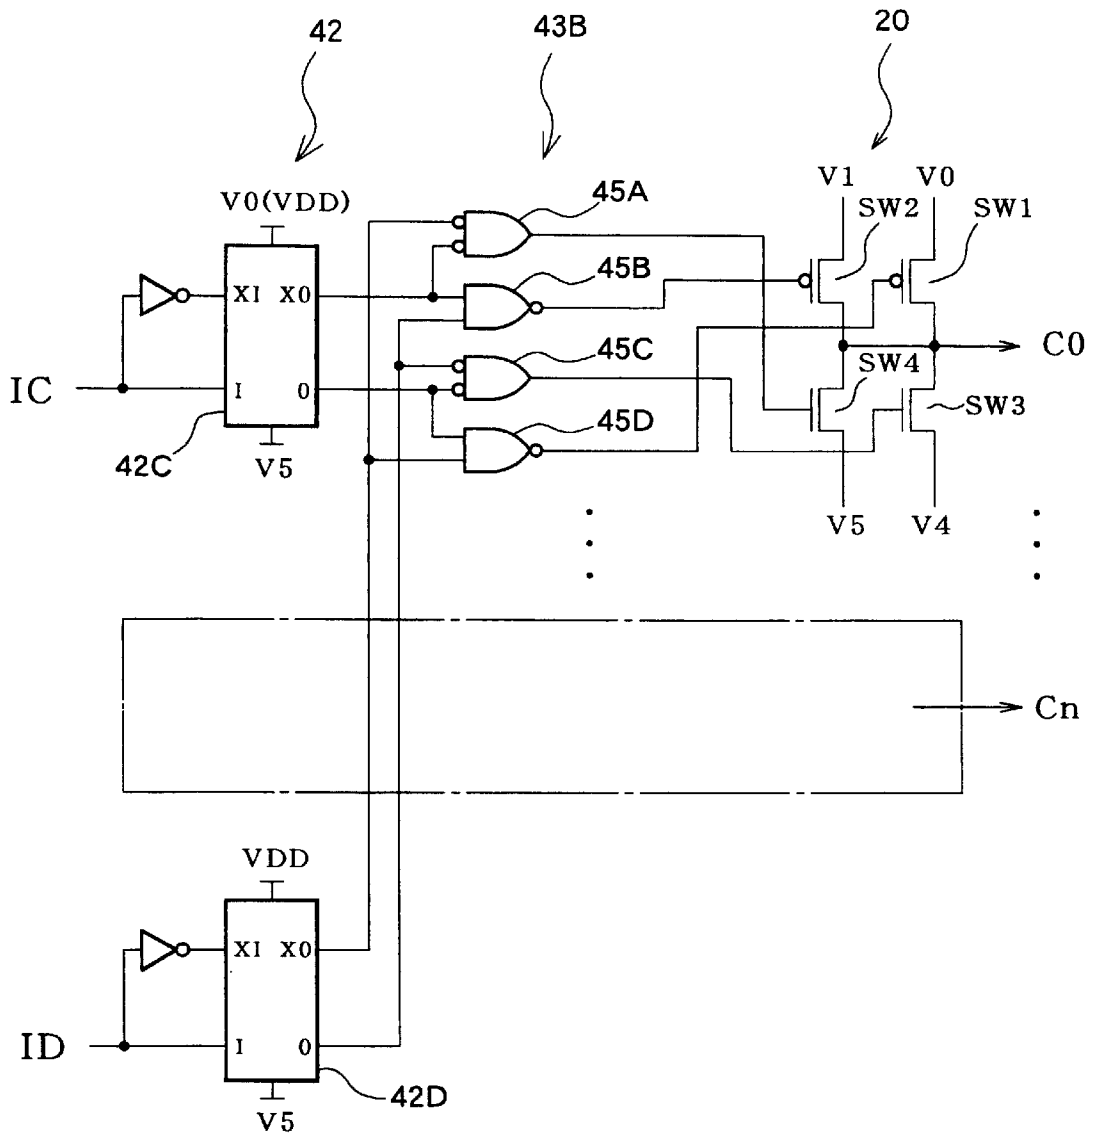 42
43B
20
V0(VDD)
45A
V1
V0
SW2
SW1
XI X0
45B
C0
IC
I 0
45C
SW4
SW3
42C
V5
45D
V5
V4
Cn
VDD
XI X0
ID
I 0
42D
V5